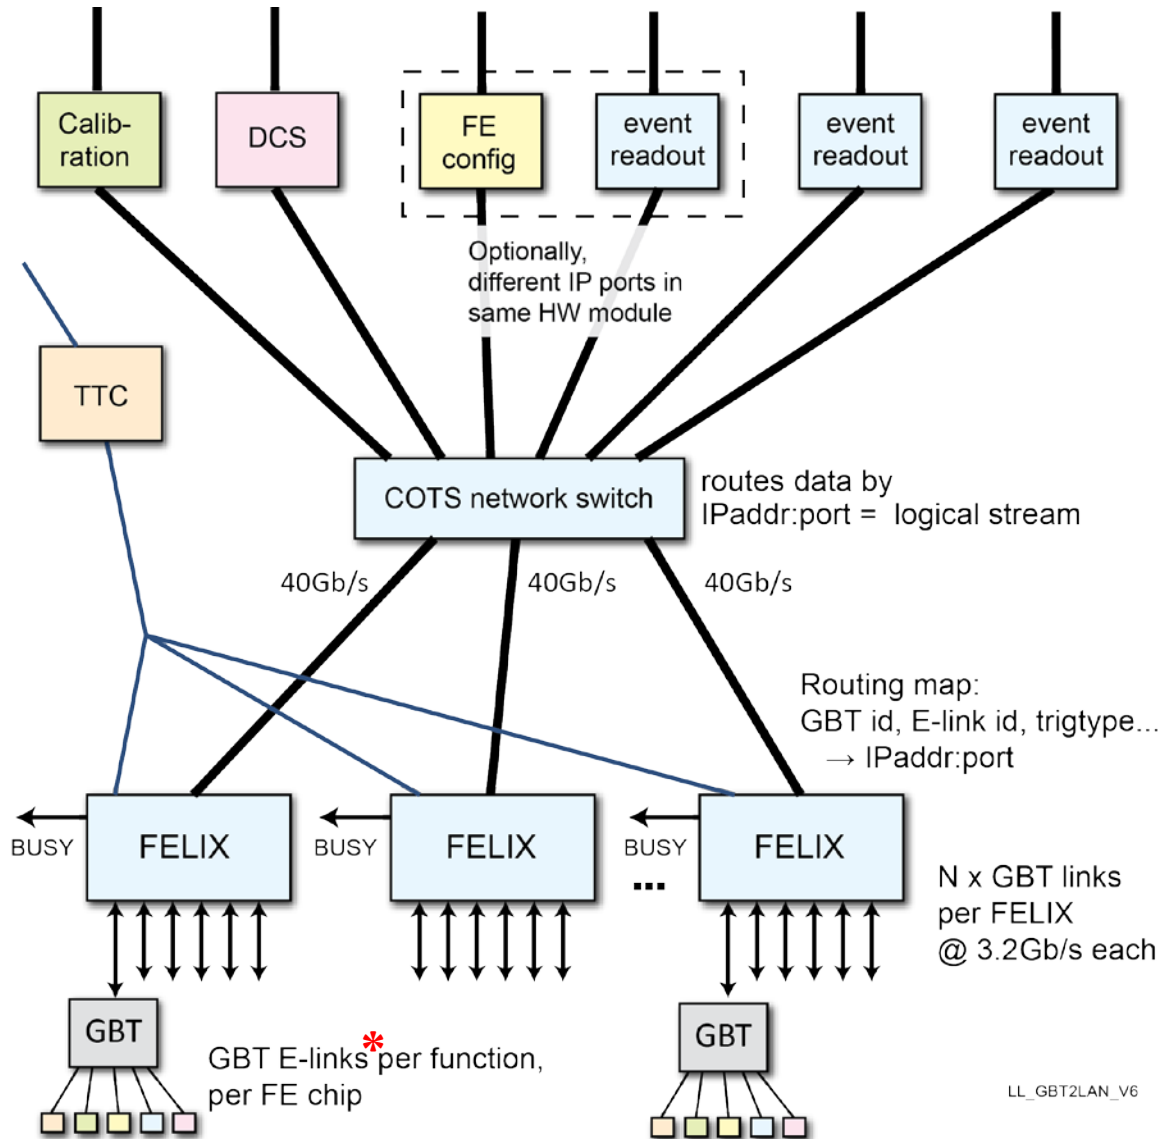 Calib-
ration
DCS
FE
config
event
readout
event
readout
event
readout
Optionally,
different IP ports in
same HW module
TTC
COTS network switch
routes data by
IPaddr:port = logical stream
40Gb/s
40Gb/s
40Gb/s
Routing map:
GBT id, E-link id, trigtype...
→ IPaddr:port
BUSY
FELIX
BUSY
FELIX
BUSY
...
FELIX
N x GBT links
per FELIX
@ 3.2Gb/s each
GBT
GBT E-links*per function,
per FE chip
GBT
LL_GBT2LAN_V6